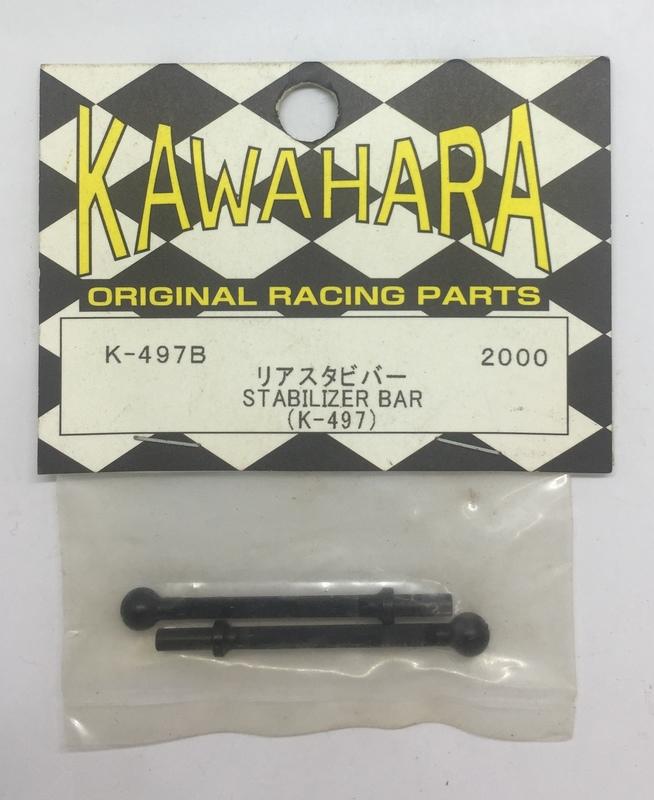 KAWAHARA
ORIGINAL RACING PARTS
K-497B 2000
リアスタビバー
STABILIZER BAR
(K-497)